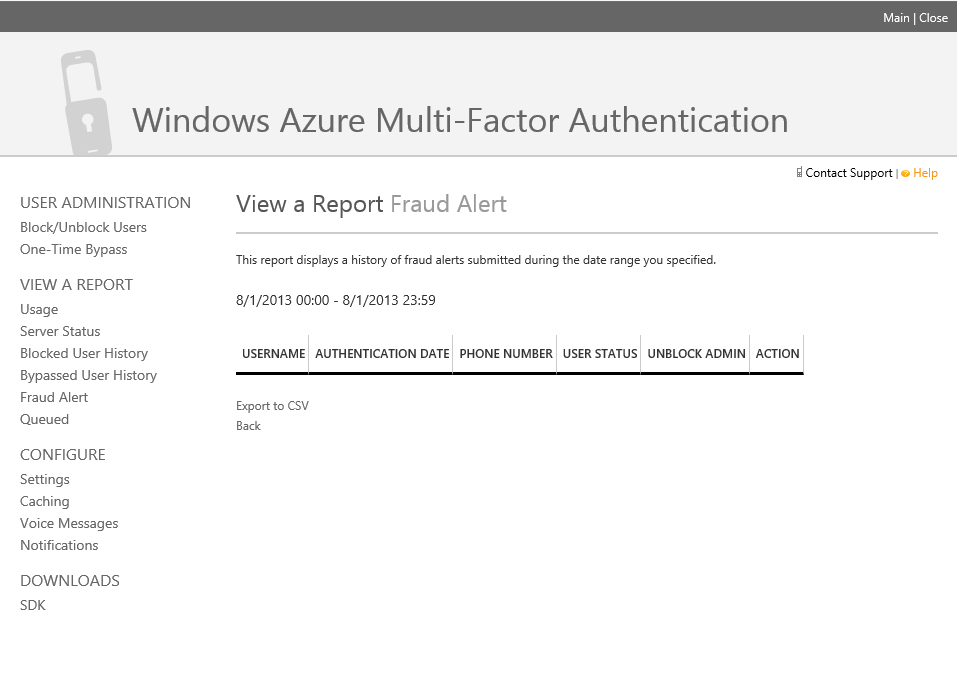 Main | Close
Windows Azure Multi-Factor Authentication
Contact Support | Help
USER ADMINISTRATION
Block/Unblock Users
One-Time Bypass
VIEW A REPORT
Usage
Server Status
Blocked User History
Bypassed User History
Fraud Alert
Queued
CONFIGURE
Settings
Caching
Voice Messages
Notifications
DOWNLOADS
SDK
View a Report Fraud Alert
This report displays a history of fraud alerts submitted during the date range you specified.
8/1/2013 00:00 - 8/1/2013 23:59
USERNAME AUTHENTICATION DATE PHONE NUMBER USER STATUS UNBLOCK ADMIN ACTION
Export to CSV
Back